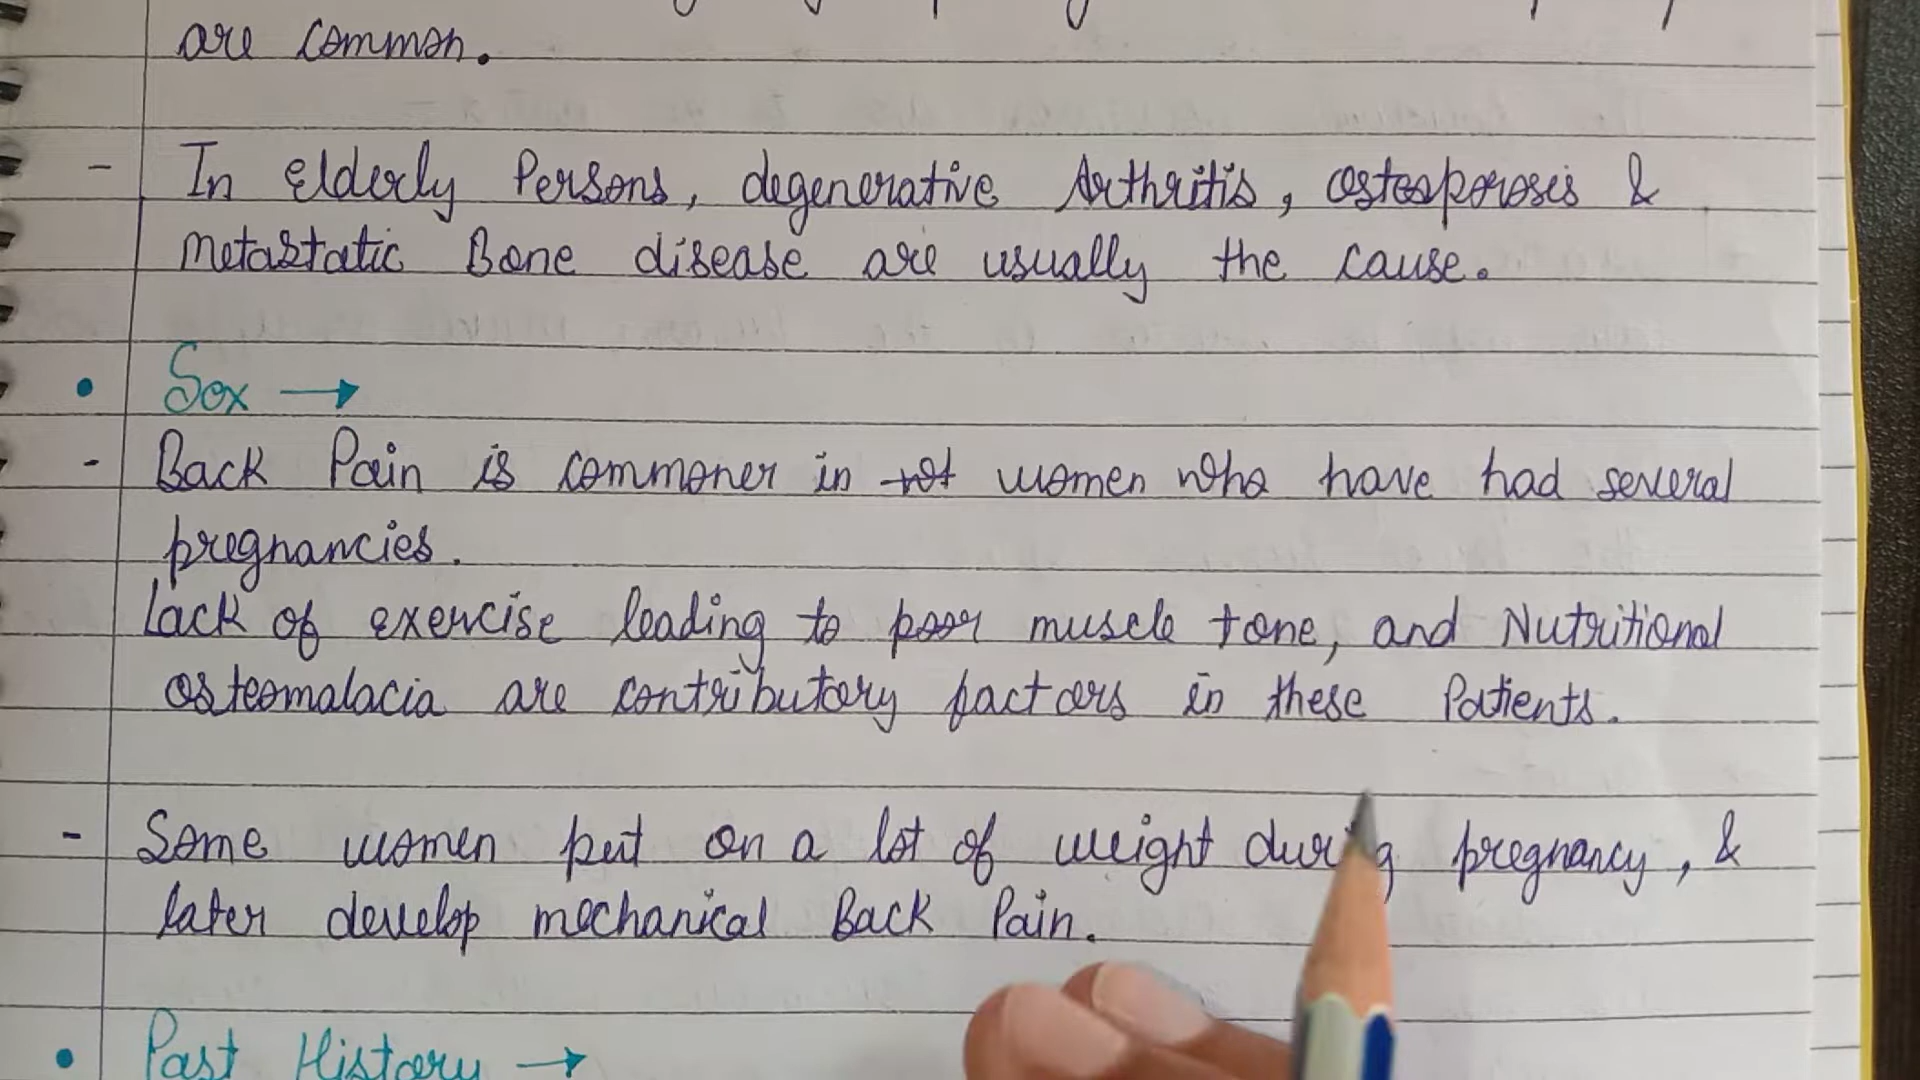 are common.
- In elderly Persons, degenerative Arthritis, osteoporosis &
metastatic Bone disease are usually the cause.
• Sex →
- Back Pain is commoner in women who have had several
pregnancies.
Lack of exercise leading to poor muscle tone, and Nutritional
osteomalacia are contributory factors in these Patients.
- Some women put on a lot of weight during pregnancy, &
later develop mechanical Back Pain.
• Past History →